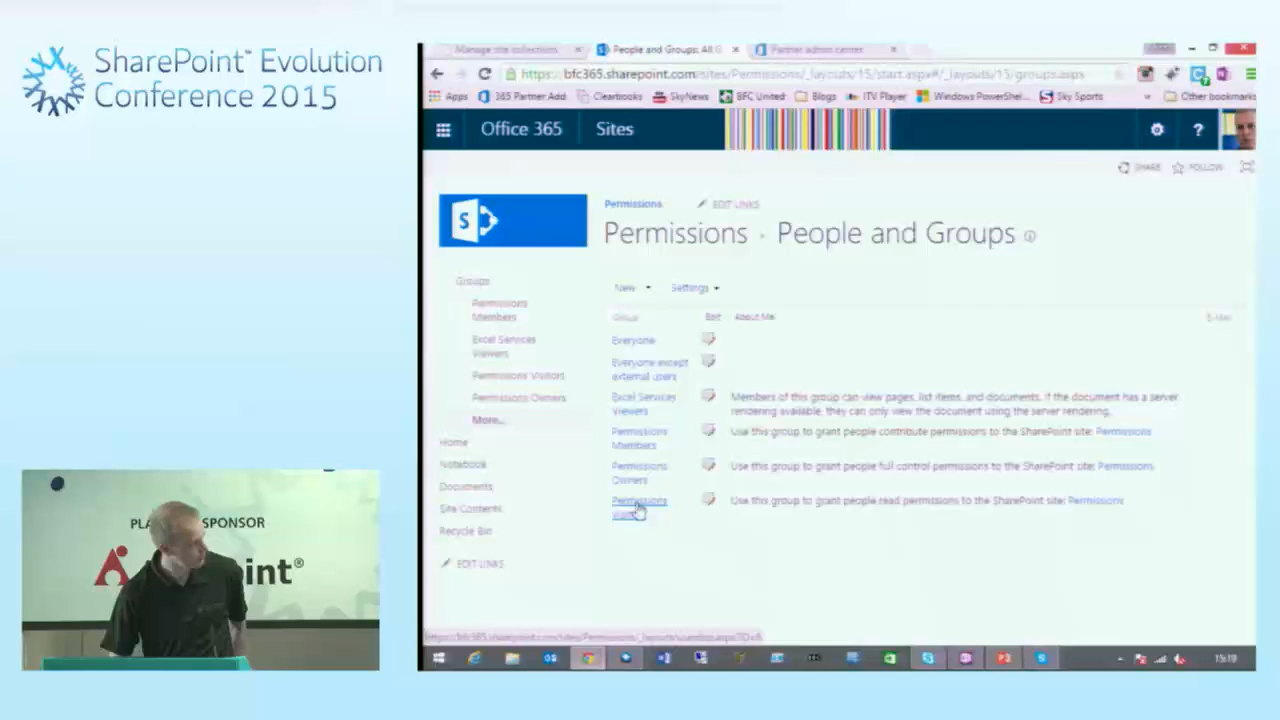 SharePoint™ Evolution
Conference 2015
Manage site collections
People and Groups: All G
Partner admin center
https://bfc365.sharepoint.com/sites/Permissions/_layouts/15/start.aspx#/_layouts/15/groups.aspx
Apps 365 Partner Add Clearbooks SkyNews BFC United Blogs ITV Player Windows PowerShel... Sky Sports Other bookmarks
Office 365 Sites ?
SHARE FOLLOW
Permissions EDIT LINKS
Permissions · People and Groups
Groups
Permissions
Members
Excel Services
Viewers
Permissions Visitors
Permissions Owners
More...
Home
Notebook
Documents
Site Contents
Recycle Bin
EDIT LINKS
New Settings
Group Edit About Me E-Mail
Everyone
Everyone except
external users
Excel Services
Viewers
Members of this group can view pages, list items, and documents. If the document has a server
rendering available, they can only view the document using the server rendering.
Permissions
Members
Use this group to grant people contribute permissions to the SharePoint site: Permissions
Permissions
Owners
Use this group to grant people full control permissions to the SharePoint site: Permissions
Permissions
Use this group to grant people read permissions to the SharePoint site: Permissions
15:19
SPONSOR